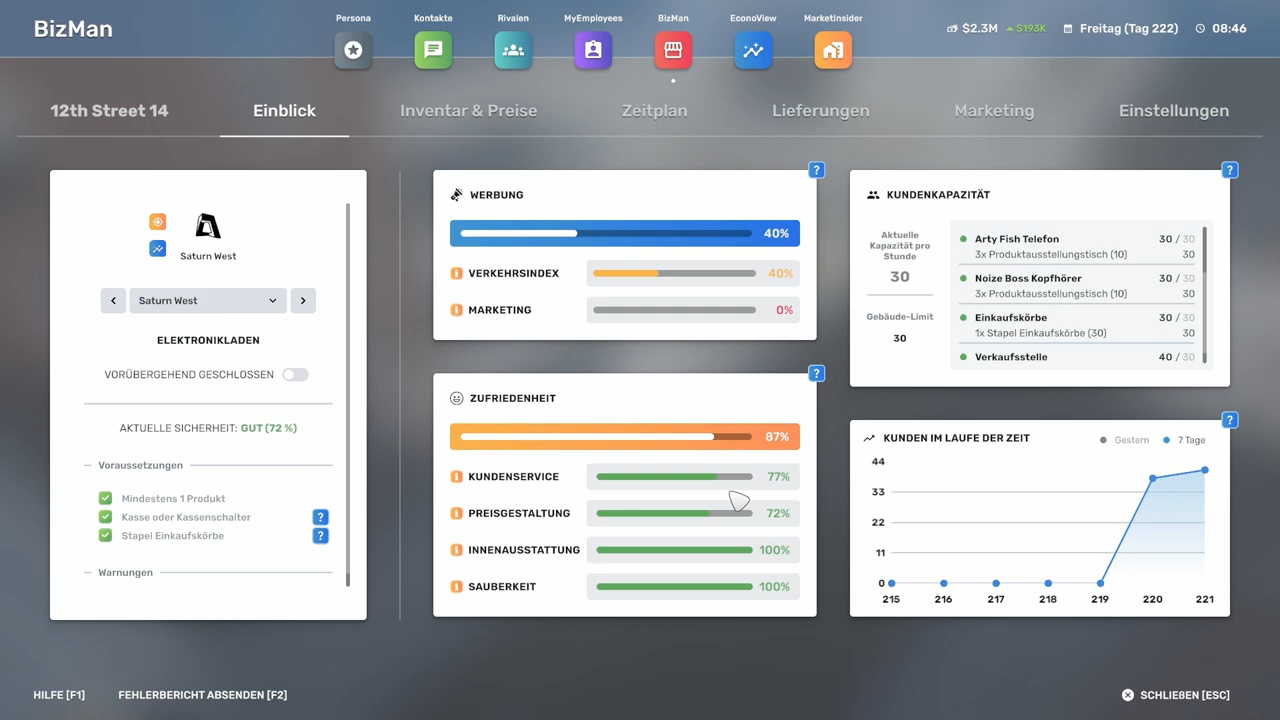 BizMan
Persona
Kontakte
Rivalen
MyEmployees
BizMan
EconoView
MarketInsider
$2.3M
$193K
Freitag (Tag 222)
08:46
12th Street 14
Einblick
Inventar & Preise
Zeitplan
Lieferungen
Marketing
Einstellungen
Saturn West
Saturn West
ELEKTRONIKLADEN
VORÜBERGEHEND GESCHLOSSEN
AKTUELLE SICHERHEIT: GUT (72 %)
Voraussetzungen
Mindestens 1 Produkt
Kasse oder Kassenschalter
?
Stapel Einkaufskörbe
?
Warnungen
?
WERBUNG
40%
VERKEHRSINDEX
40%
MARKETING
0%
?
ZUFRIEDENHEIT
87%
KUNDENSERVICE
77%
PREISGESTALTUNG
72%
INNENAUSSTATTUNG
100%
SAUBERKEIT
100%
?
KUNDENKAPAZITÄT
Aktuelle
Kapazität pro
Stunde
30
Gebäude-Limit
30
Arty Fish Telefon
30 / 30
3x Produktausstellungstisch (10)
30
Noize Boss Kopfhörer
30 / 30
3x Produktausstellungstisch (10)
30
Einkaufskörbe
30 / 30
1x Stapel Einkaufskörbe (30)
30
Verkaufsstelle
40 / 30
?
KUNDEN IM LAUFE DER ZEIT
Gestern
7 Tage
44
33
22
11
0
215
216
217
218
219
220
221
HILFE [F1]
FEHLERBERICHT ABSENDEN [F2]
SCHLIEẞEN [ESC]